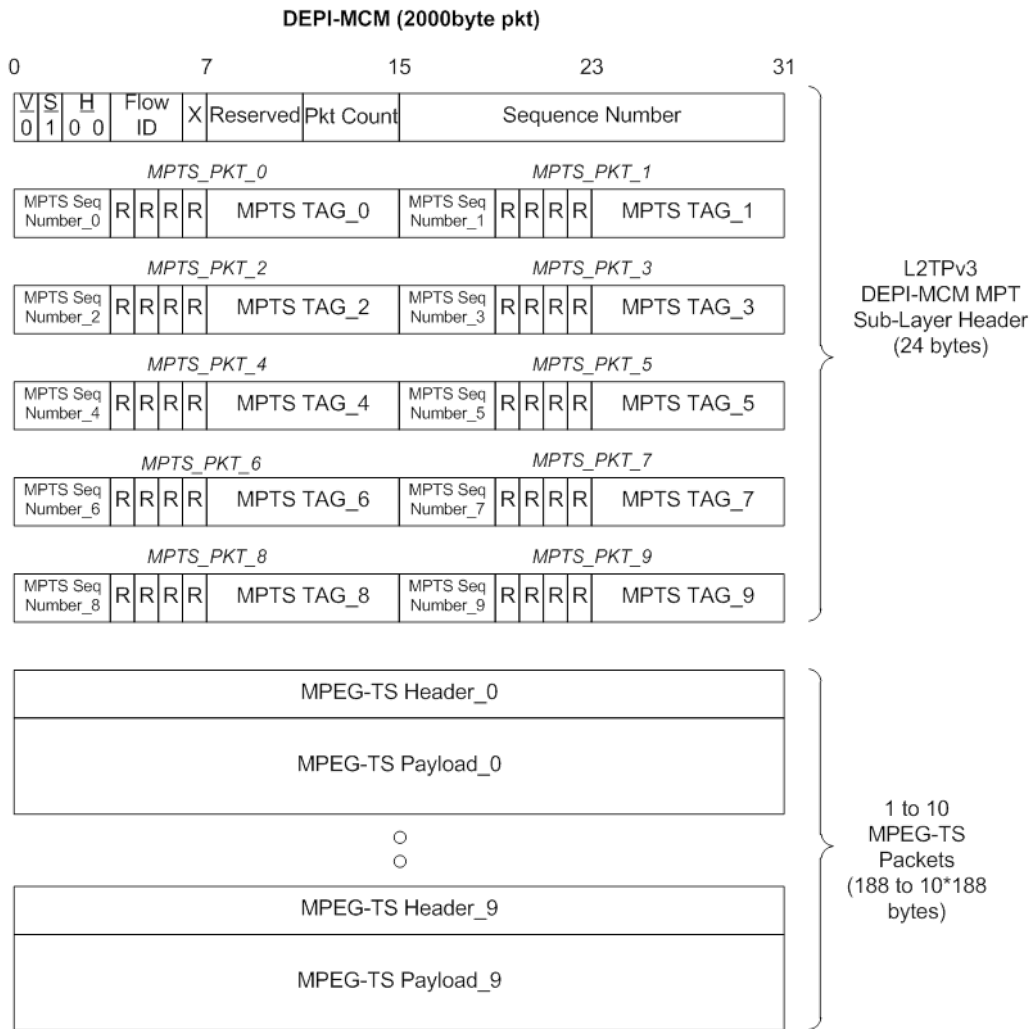 DEPI-MCM (2000byte pkt)
0 7 15 23 31
V S H Flow ID X Reserved Pkt Count Sequence Number
0 1 0 0
MPTS_PKT_0 MPTS_PKT_1
MPTS Seq Number_0 R R R R MPTS TAG_0 MPTS Seq Number_1 R R R R MPTS TAG_1
MPTS_PKT_2 MPTS_PKT_3
MPTS Seq Number_2 R R R R MPTS TAG_2 MPTS Seq Number_3 R R R R MPTS TAG_3
MPTS_PKT_4 MPTS_PKT_5
MPTS Seq Number_4 R R R R MPTS TAG_4 MPTS Seq Number_5 R R R R MPTS TAG_5
MPTS_PKT_6 MPTS_PKT_7
MPTS Seq Number_6 R R R R MPTS TAG_6 MPTS Seq Number_7 R R R R MPTS TAG_7
MPTS_PKT_8 MPTS_PKT_9
MPTS Seq Number_8 R R R R MPTS TAG_8 MPTS Seq Number_9 R R R R MPTS TAG_9
L2TPv3
DEPI-MCM MPT
Sub-Layer Header
(24 bytes)
MPEG-TS Header_0
MPEG-TS Payload_0
MPEG-TS Header_9
MPEG-TS Payload_9
1 to 10
MPEG-TS
Packets
(188 to 10*188
bytes)